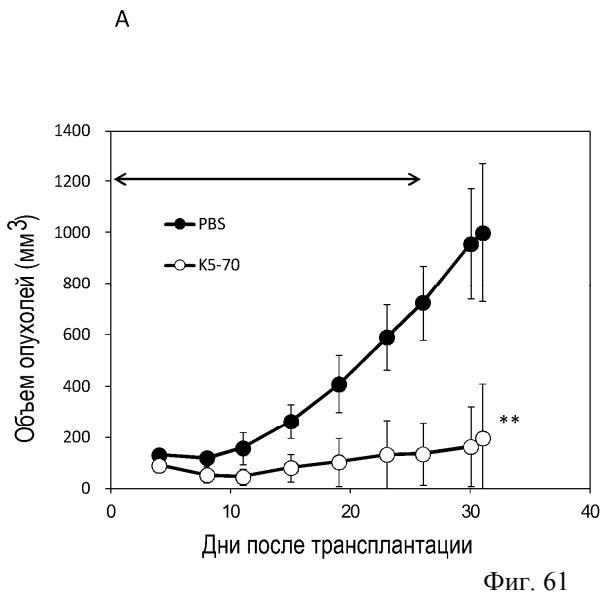 A
1400
1200
1000
800
600
400
200
0
Объем опухолей (мм3)
PBS
K5-70
**
0 10 20 30 40
Дни после трансплантации
Фиг. 61